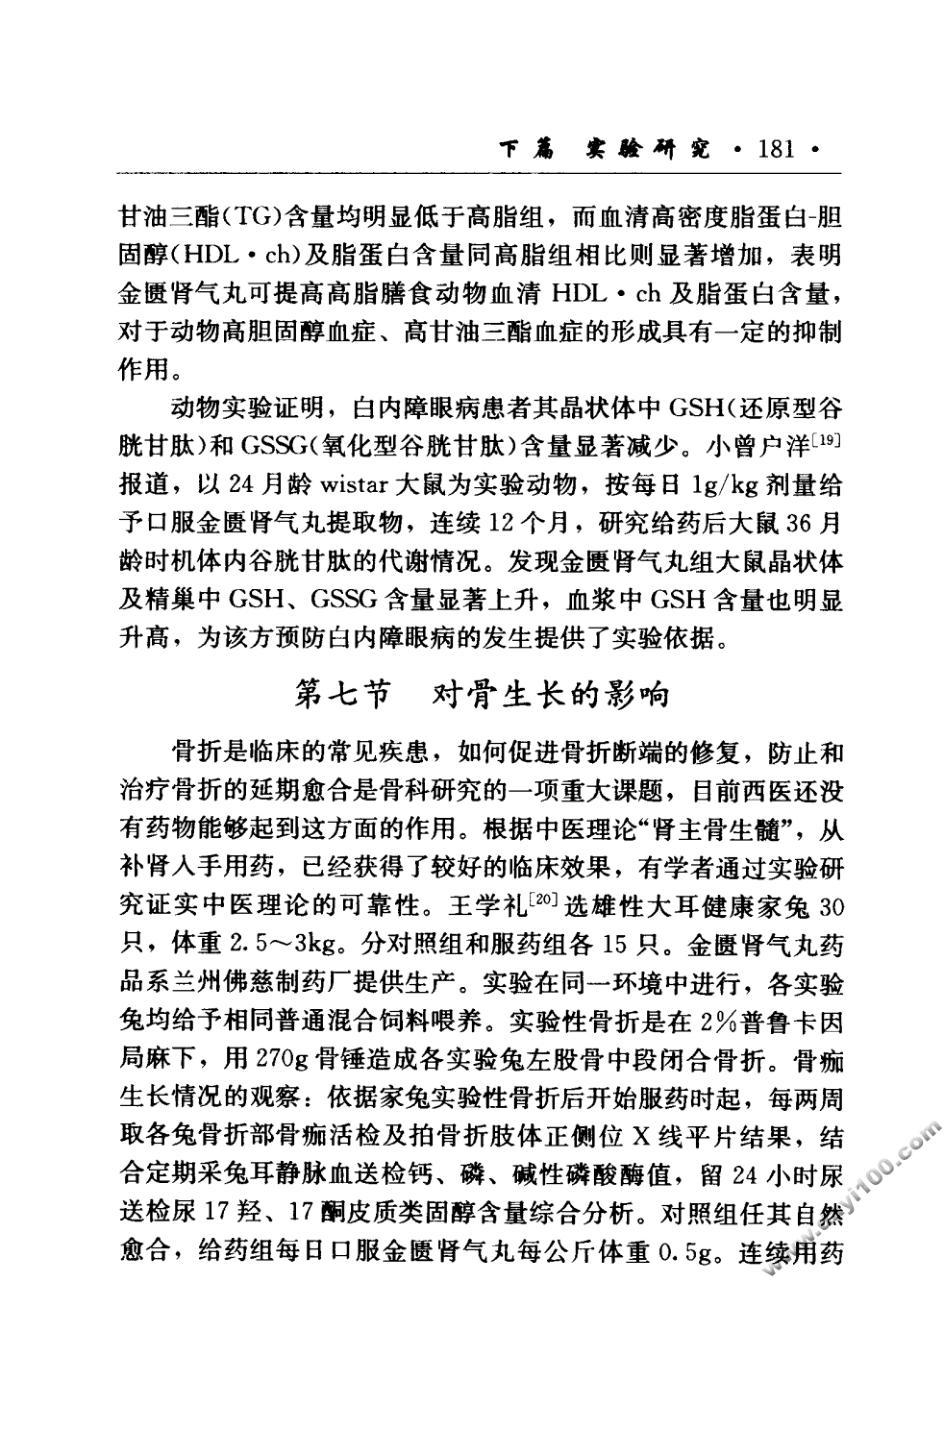 下篇 实验研究 · 181 ·
甘油三酯(TG)含量均明显低于高脂组，而血清高密度脂蛋白-胆
固醇(HDL·ch)及脂蛋白含量同高脂组相比则显著增加，表明
金匮肾气丸可提高高脂膳食动物血清 HDL·ch 及脂蛋白含量，
对于动物高胆固醇血症、高甘油三酯血症的形成具有一定的抑制
作用。
动物实验证明，白内障眼病患者其晶状体中 GSH(还原型谷
胱甘肽)和 GSSG(氧化型谷胱甘肽)含量显著减少。小曾户洋[19]
报道，以 24 月龄 wistar 大鼠为实验动物，按每日 1g/kg 剂量给
予口服金匮肾气丸提取物，连续 12 个月，研究给药后大鼠 36 月
龄时机体内谷胱甘肽的代谢情况。发现金匮肾气丸组大鼠晶状体
及精巢中 GSH、GSSG 含量显著上升，血浆中 GSH 含量也明显
升高，为该方预防白内障眼病的发生提供了实验依据。
第七节 对骨生长的影响
骨折是临床的常见疾患，如何促进骨折断端的修复，防止和
治疗骨折的延期愈合是骨科研究的一项重大课题，目前西医还没
有药物能够起到这方面的作用。根据中医理论“肾主骨生髓”，从
补肾入手用药，已经获得了较好的临床效果，有学者通过实验研
究证实中医理论的可靠性。王学礼[20]选雄性大耳健康家兔 30
只，体重 2.5～3kg。分对照组和服药组各 15 只。金匮肾气丸药
品系兰州佛慈制药厂提供生产。实验在同一环境中进行，各实验
兔均给予相同普通混合饲料喂养。实验性骨折是在 2%普鲁卡因
局麻下，用 270g 骨锤造成各实验兔左股骨中段闭合骨折。骨痂
生长情况的观察：依据家兔实验性骨折后开始服药时起，每两周
取各兔骨折部骨痂活检及拍骨折肢体正侧位 X 线平片结果，结
合定期采兔耳静脉血送检钙、磷、碱性磷酸酶值，留 24 小时尿
送检尿 17 羟、17 酮皮质类固醇含量综合分析。对照组任其自然
愈合，给药组每日口服金匮肾气丸每公斤体重 0.5g。连续用药